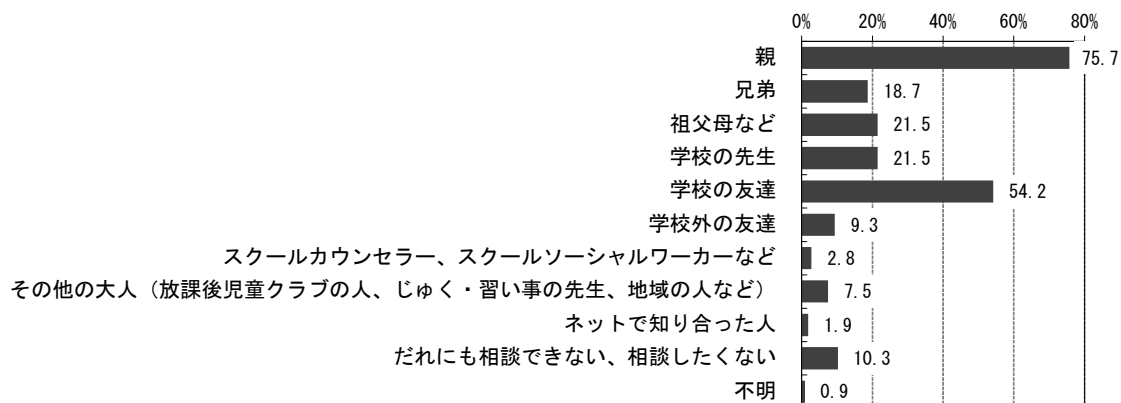 0% 20% 40% 60% 80%
親 75.7
兄弟 18.7
祖父母など 21.5
学校の先生 21.5
学校の友達 54.2
学校外の友達 9.3
スクールカウンセラー、スクールソーシャルワーカーなど 2.8
その他の大人（放課後児童クラブの人、じゅく・習い事の先生、地域の人など） 7.5
ネットで知り合った人 1.9
だれにも相談できない、相談したくない 10.3
不明 0.9